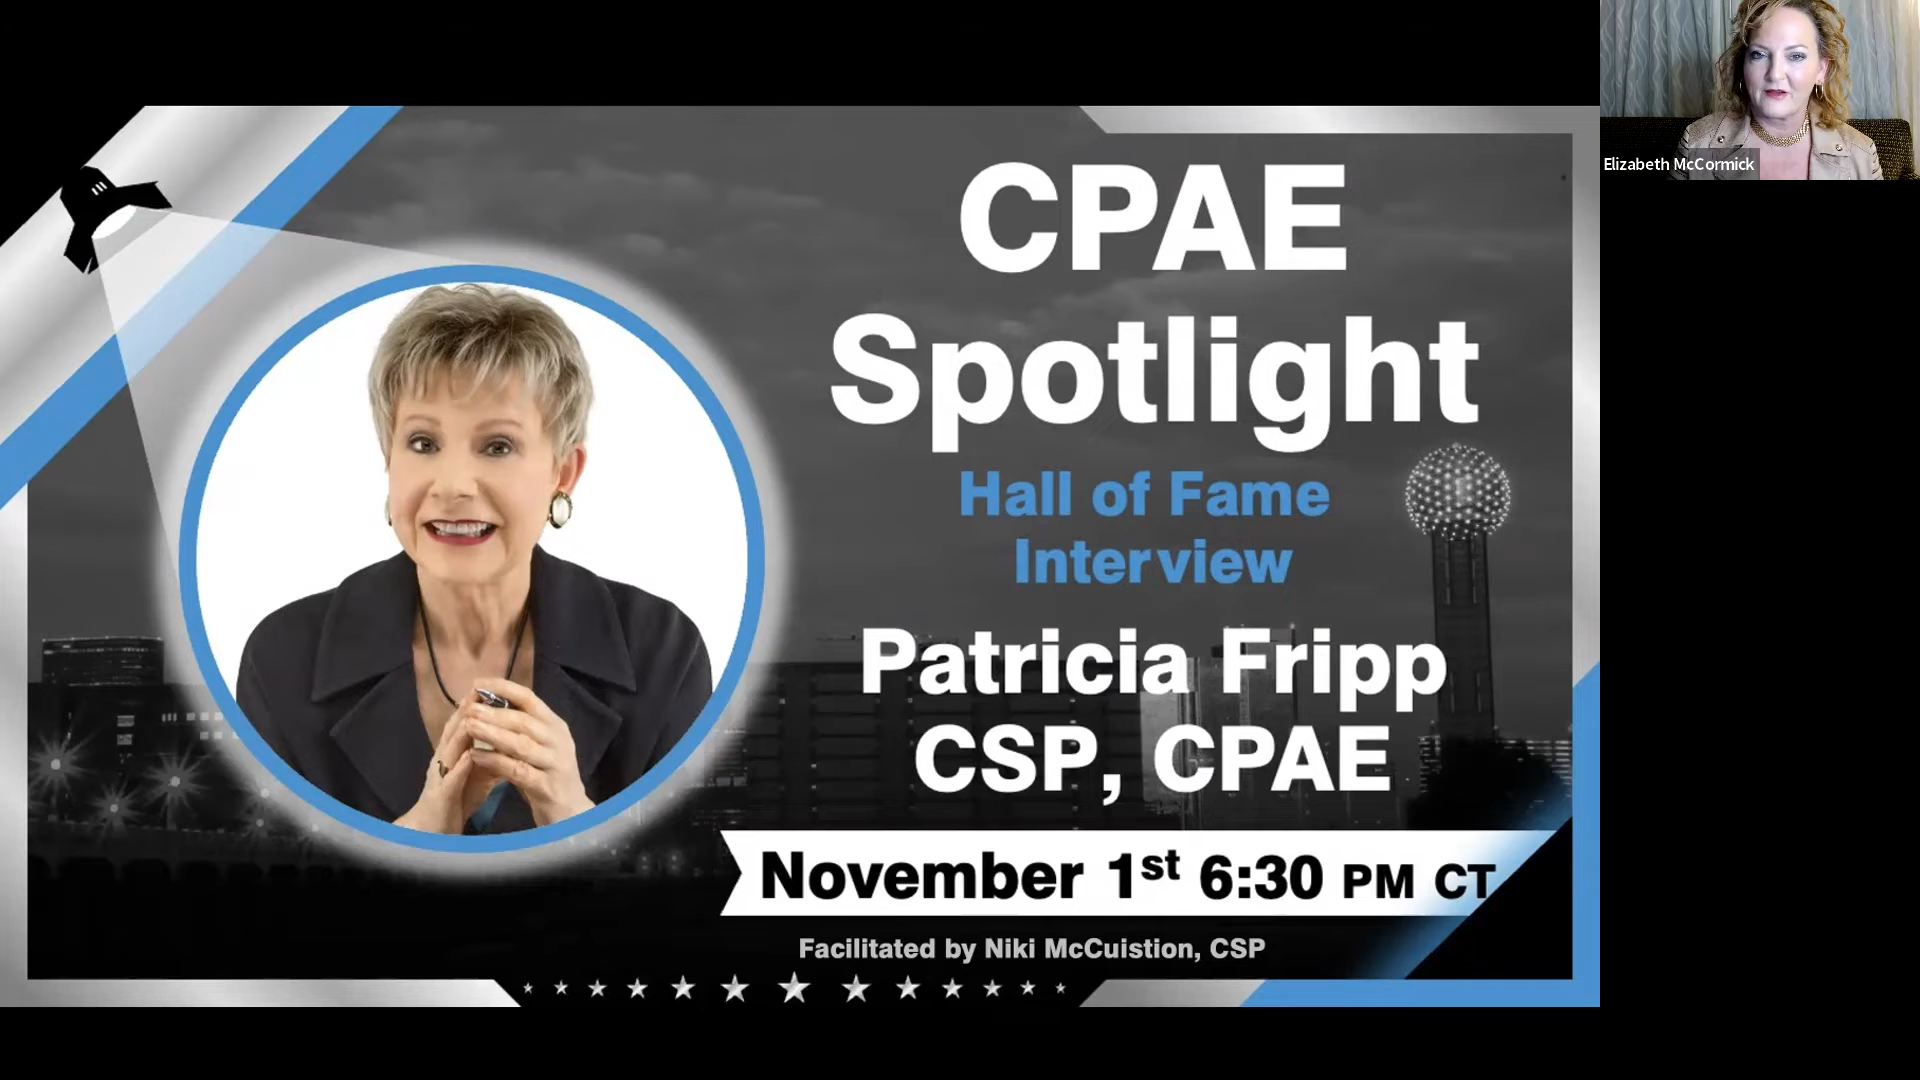 CPAE
Spotlight
Hall of Fame
Interview
Patricia Fripp
CSP, CPAE
November 1st 6:30 PM CT
Facilitated by Niki McCuistion, CSP
Elizabeth McCormick